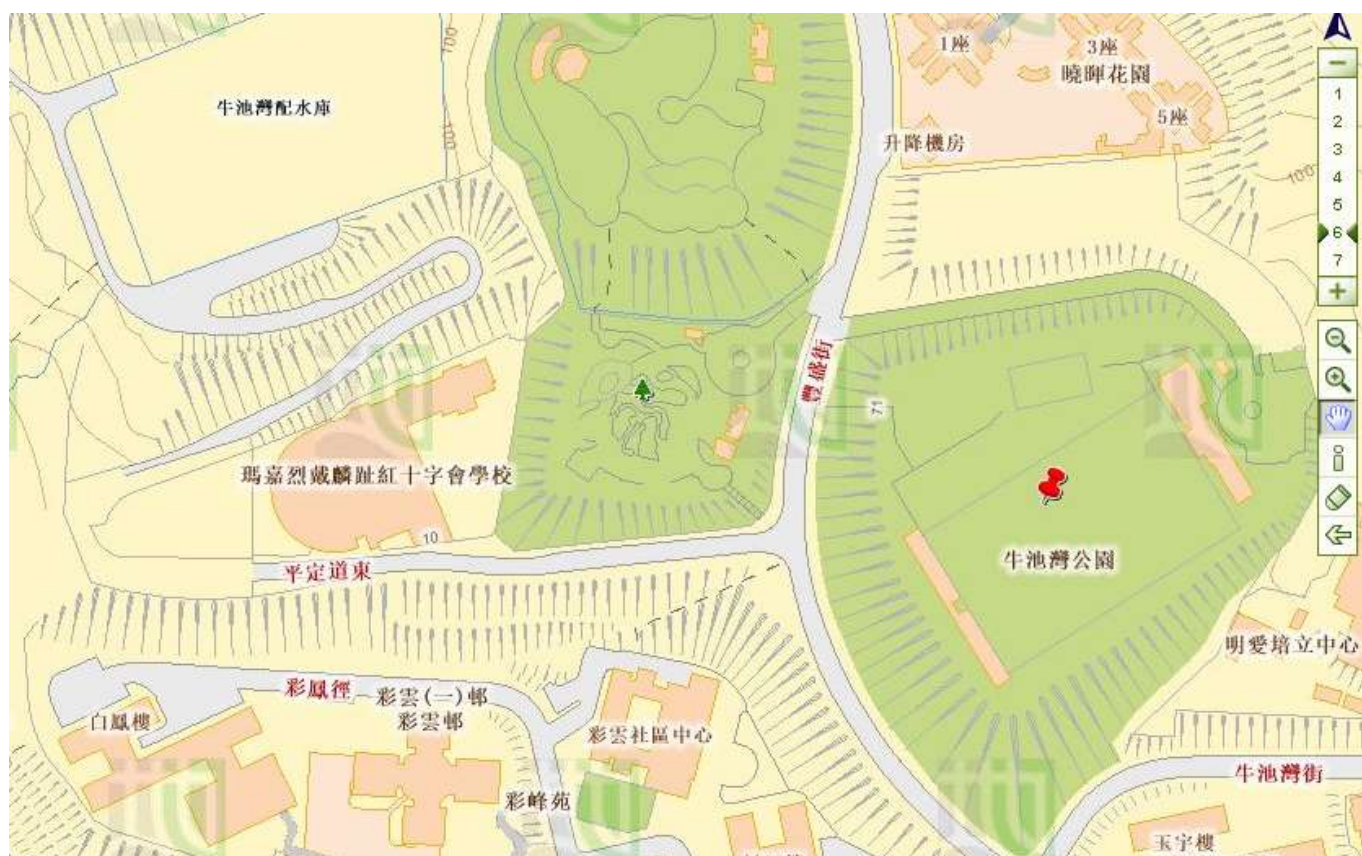 1座
3座
曉暉花園
5座
100
牛池灣配水庫
100
升降機房
100
1
2
3
4
5
6
7
豐盛街
71
瑪嘉烈戴麟趾紅十字會學校
10
平定道東
牛池灣公園
明愛培立中心
彩鳳徑
彩雲(一)邨
彩雲邨
白鳳樓
彩雲社區中心
彩峰苑
牛池灣街
玉宇樓